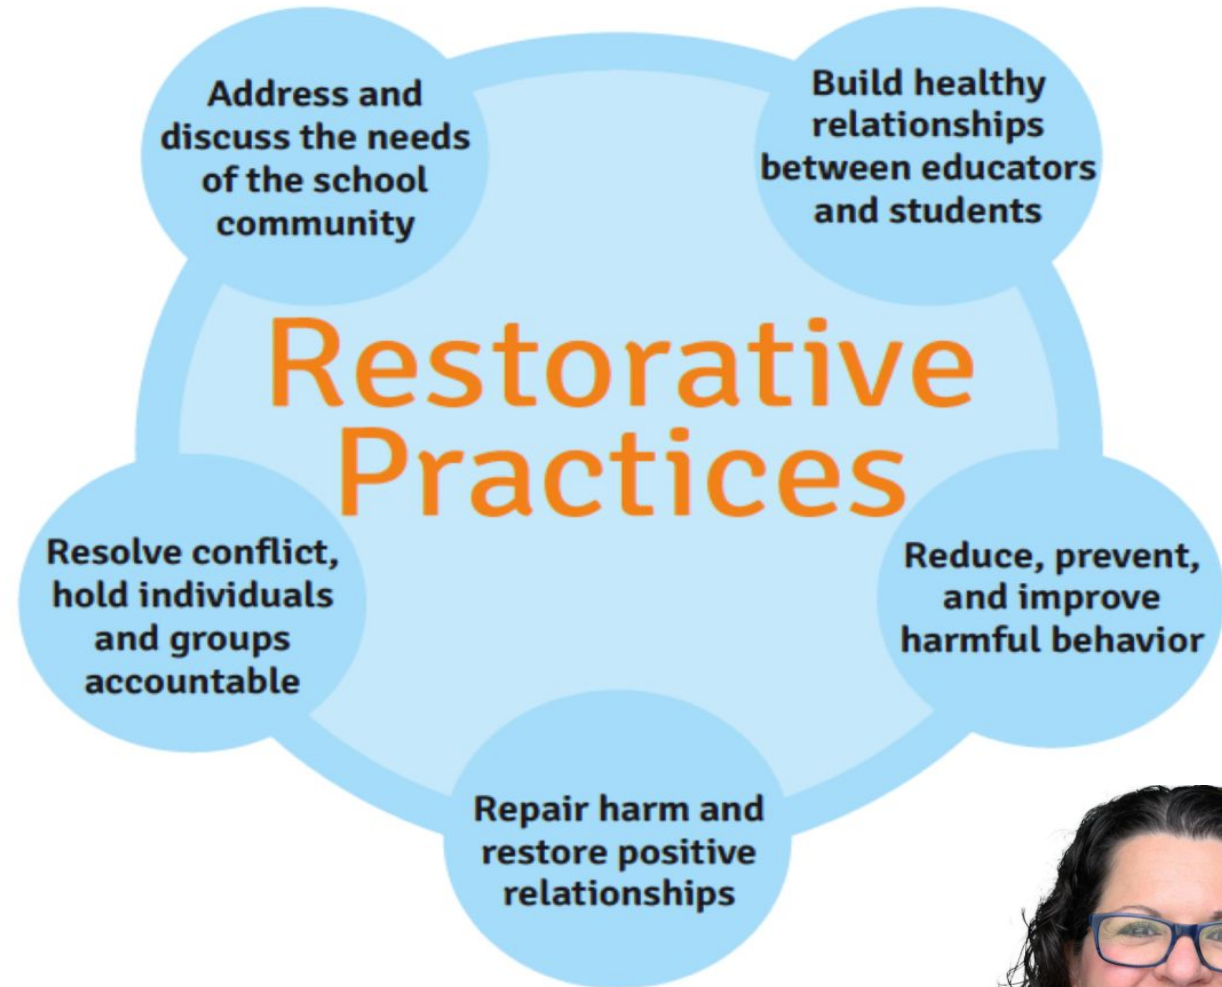 Address and
discuss the needs
of the school
community
Build healthy
relationships
between educators
and students
Restorative
Practices
Resolve conflict,
hold individuals
and groups
accountable
Reduce, prevent,
and improve
harmful behavior
Repair harm and
restore positive
relationships